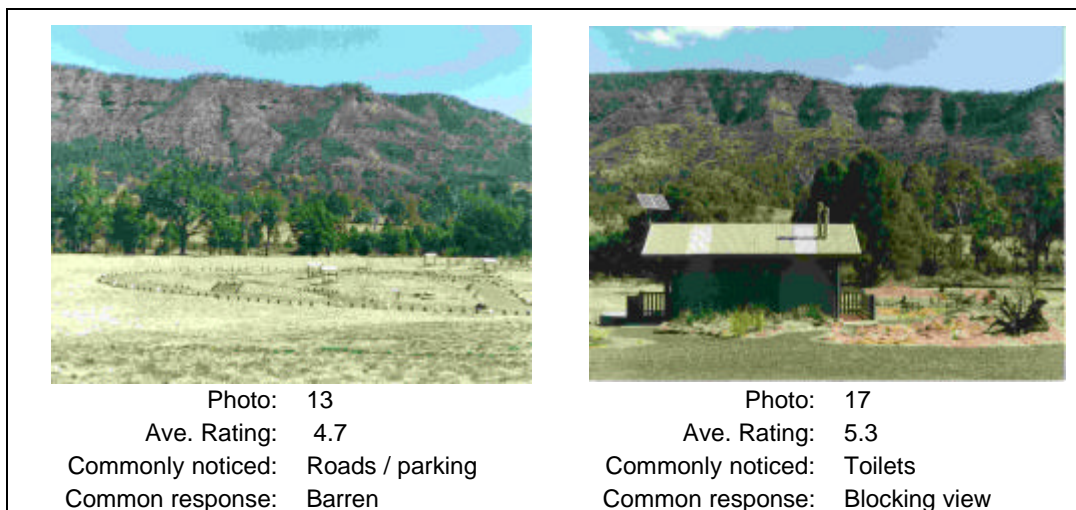 Photo: 13
Ave. Rating: 4.7
Commonly noticed: Roads / parking
Common response: Barren
Photo: 17
Ave. Rating: 5.3
Commonly noticed: Toilets
Common response: Blocking view